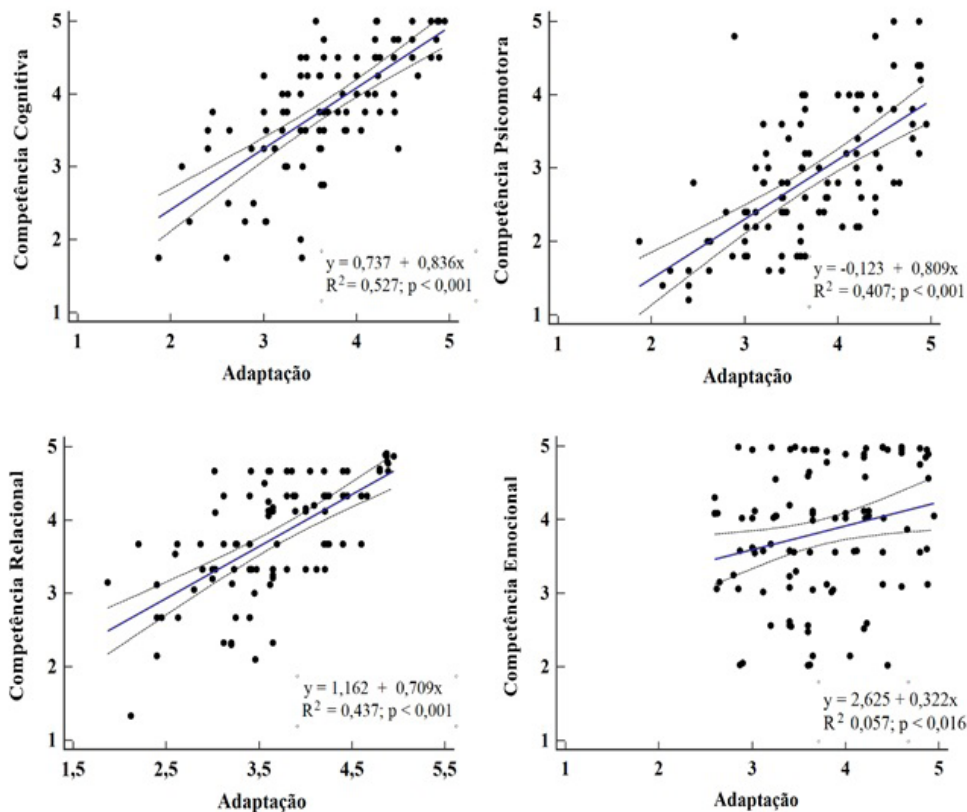 Competência Cognitiva
5
4
3
2
1
y = 0,737 + 0,836x
R² = 0,527; p < 0,001
1 2 3 4 5
Adaptação
Competência Psicomotora
5
4
3
2
1
y = -0,123 + 0,809x
R² = 0,407; p < 0,001
1 2 3 4 5
Adaptação
Competência Relacional
5
4
3
2
1
y = 1,162 + 0,709x
R² = 0,437; p < 0,001
1,5 2,5 3,5 4,5 5,5
Adaptação
Competência Emocional
5
4
3
2
1
y = 2,625 + 0,322x
R² 0,057; p < 0,016
1 2 3 4 5
Adaptação